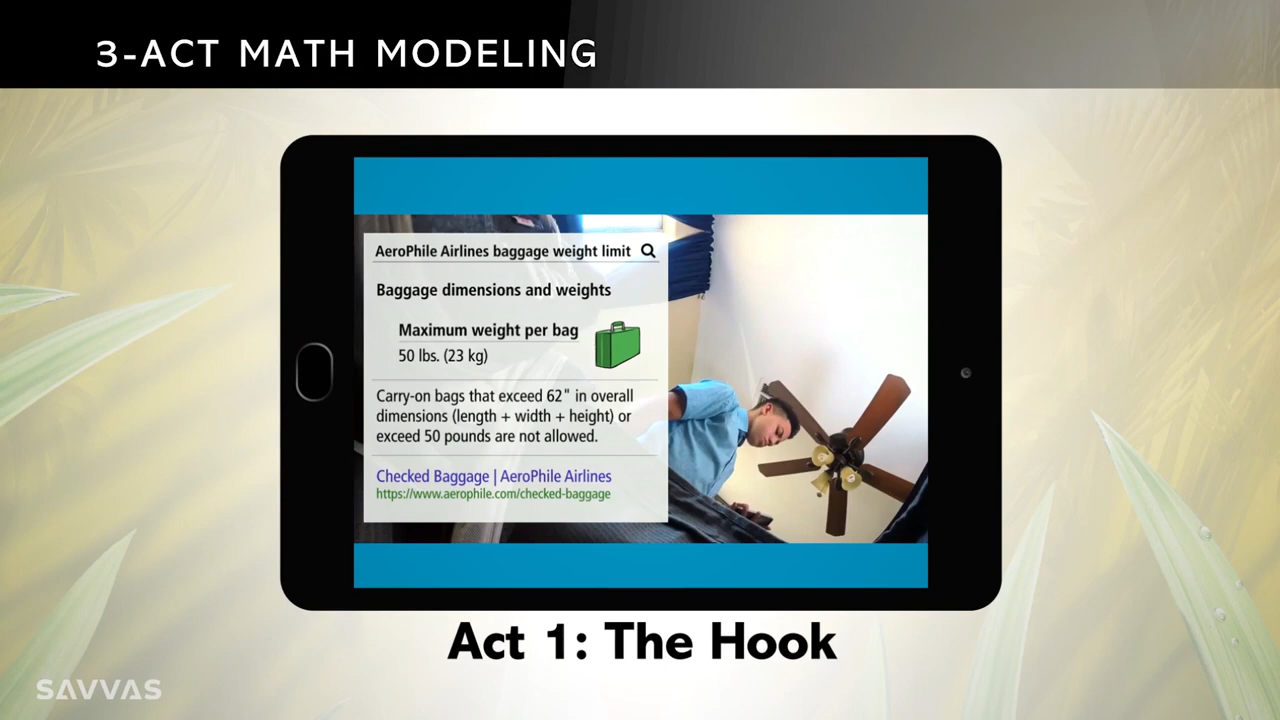 3-ACT MATH MODELING
AeroPhile Airlines baggage weight limit
Baggage dimensions and weights
Maximum weight per bag
50 lbs. (23 kg)
Carry-on bags that exceed 62" in overall
dimensions (length + width + height) or
exceed 50 pounds are not allowed.
Checked Baggage | AeroPhile Airlines
https://www.aerophile.com/checked-baggage
Act 1: The Hook
SAVVAS